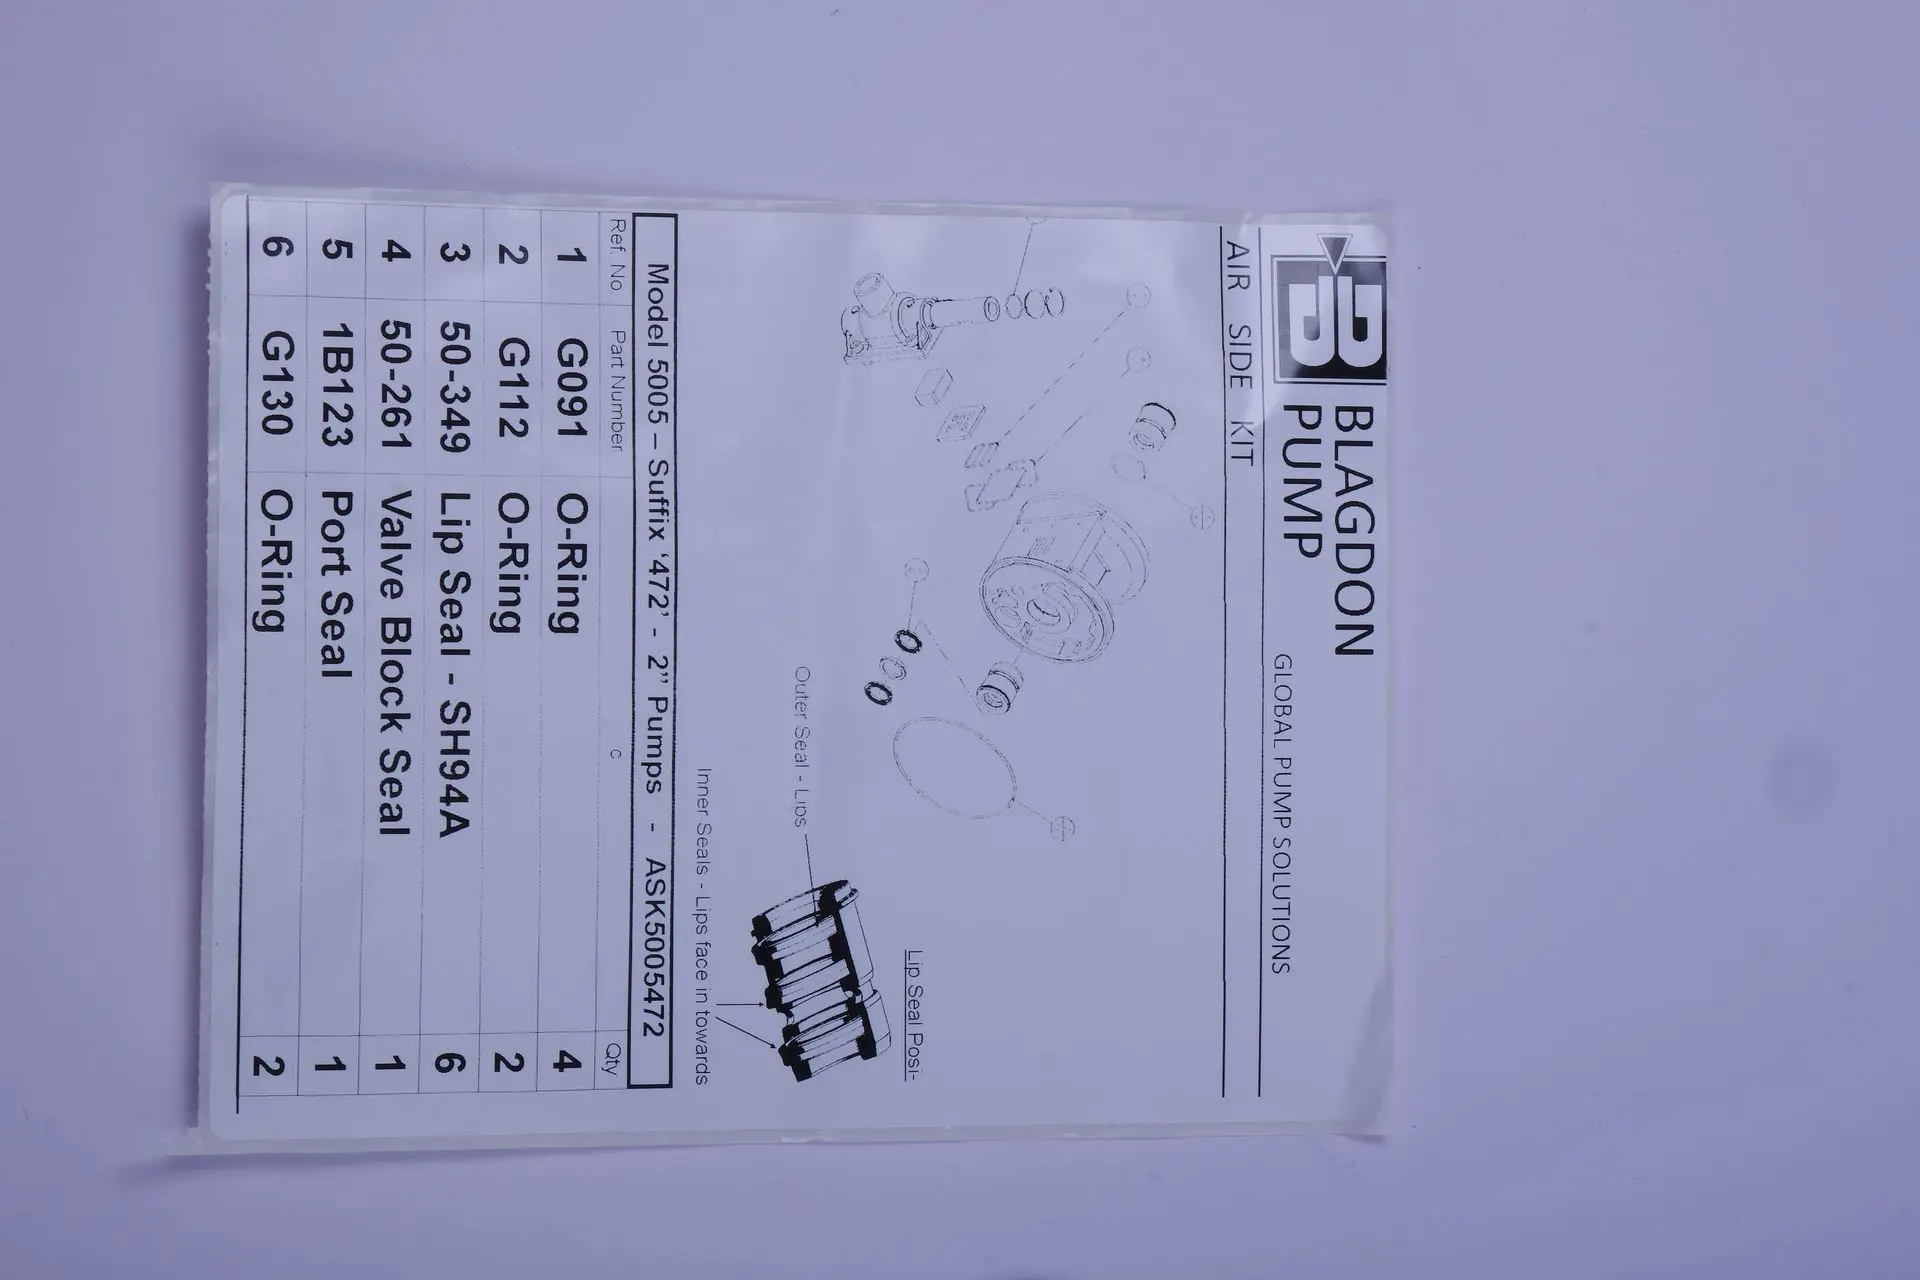 BLAGDON
PUMP
GLOBAL PUMP SOLUTIONS
AIR SIDE KIT
Lip Seal Posi-
Outer Seal - Lips
Inner Seals - Lips face in towards
Model 5005 – Suffix ‘472’ - 2” Pumps - ASK5005472
Ref. No. Part Number c Qty
1 G091 O-Ring 4
2 G112 O-Ring 2
3 50-349 Lip Seal - SH94A 6
4 50-261 Valve Block Seal 1
5 1B123 Port Seal 1
6 G130 O-Ring 2